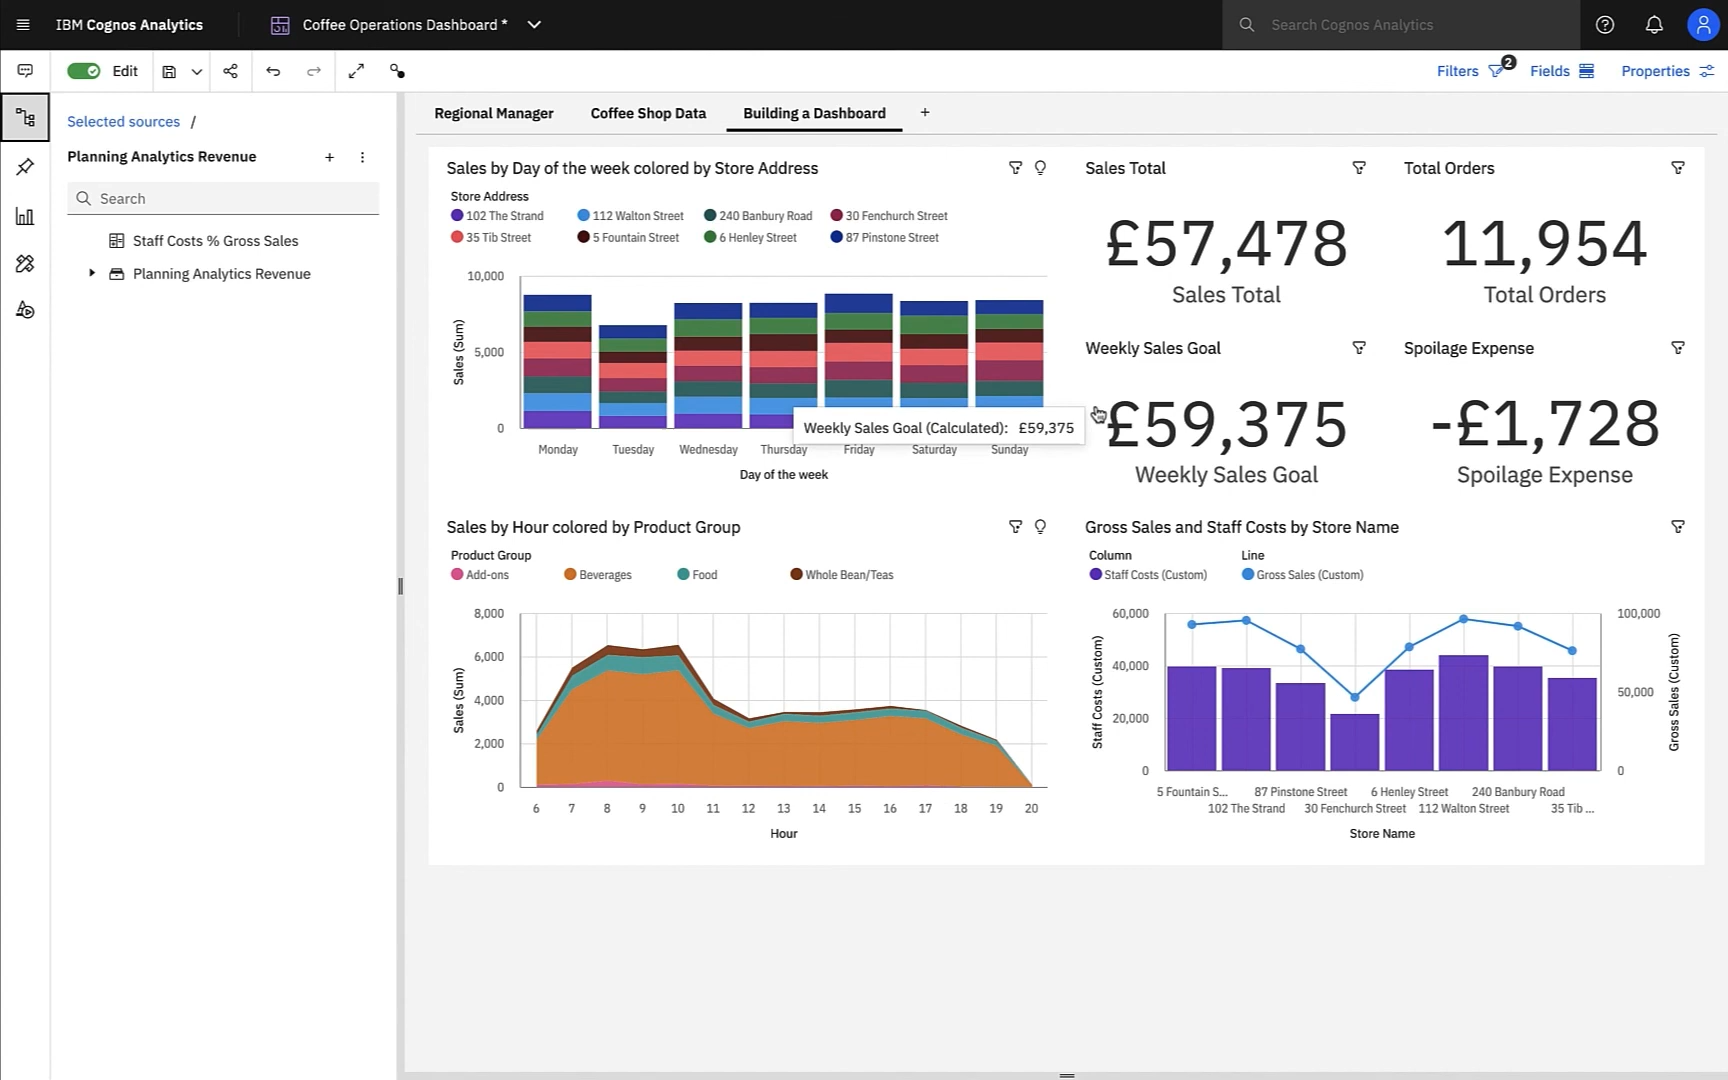 IBM Cognos Analytics
Coffee Operations Dashboard *
Search Cognos Analytics
Edit
Filters 2
Fields
Properties
Selected sources /
Planning Analytics Revenue
Search
Staff Costs % Gross Sales
Planning Analytics Revenue
Regional Manager
Coffee Shop Data
Building a Dashboard
Sales by Day of the week colored by Store Address
Store Address
102 The Strand 112 Walton Street 240 Banbury Road 30 Fenchurch Street
35 Tib Street 5 Fountain Street 6 Henley Street 87 Pinstone Street
Sales (Sum)
10,000
5,000
0
Monday Tuesday Wednesday Thursday Friday Saturday Sunday
Day of the week
Weekly Sales Goal (Calculated): £59,375
Sales Total
£57,478
Sales Total
Total Orders
11,954
Total Orders
Weekly Sales Goal
£59,375
Weekly Sales Goal
Spoilage Expense
-£1,728
Spoilage Expense
Sales by Hour colored by Product Group
Product Group
Add-ons Beverages Food Whole Bean/Teas
Sales (Sum)
8,000
6,000
4,000
2,000
0
6 7 8 9 10 11 12 13 14 15 16 17 18 19 20
Hour
Gross Sales and Staff Costs by Store Name
Column Line
Staff Costs (Custom) Gross Sales (Custom)
Staff Costs (Custom)
60,000
40,000
20,000
0
100,000
50,000
0
Gross Sales (Custom)
5 Fountain S... 87 Pinstone Street 6 Henley Street 240 Banbury Road
102 The Strand 30 Fenchurch Street 112 Walton Street 35 Tib ...
Store Name